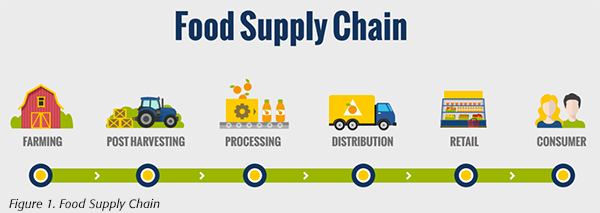 Food Supply Chain
FARMING POST HARVESTING PROCESSING DISTRIBUTION RETAIL CONSUMER
Figure 1. Food Supply Chain